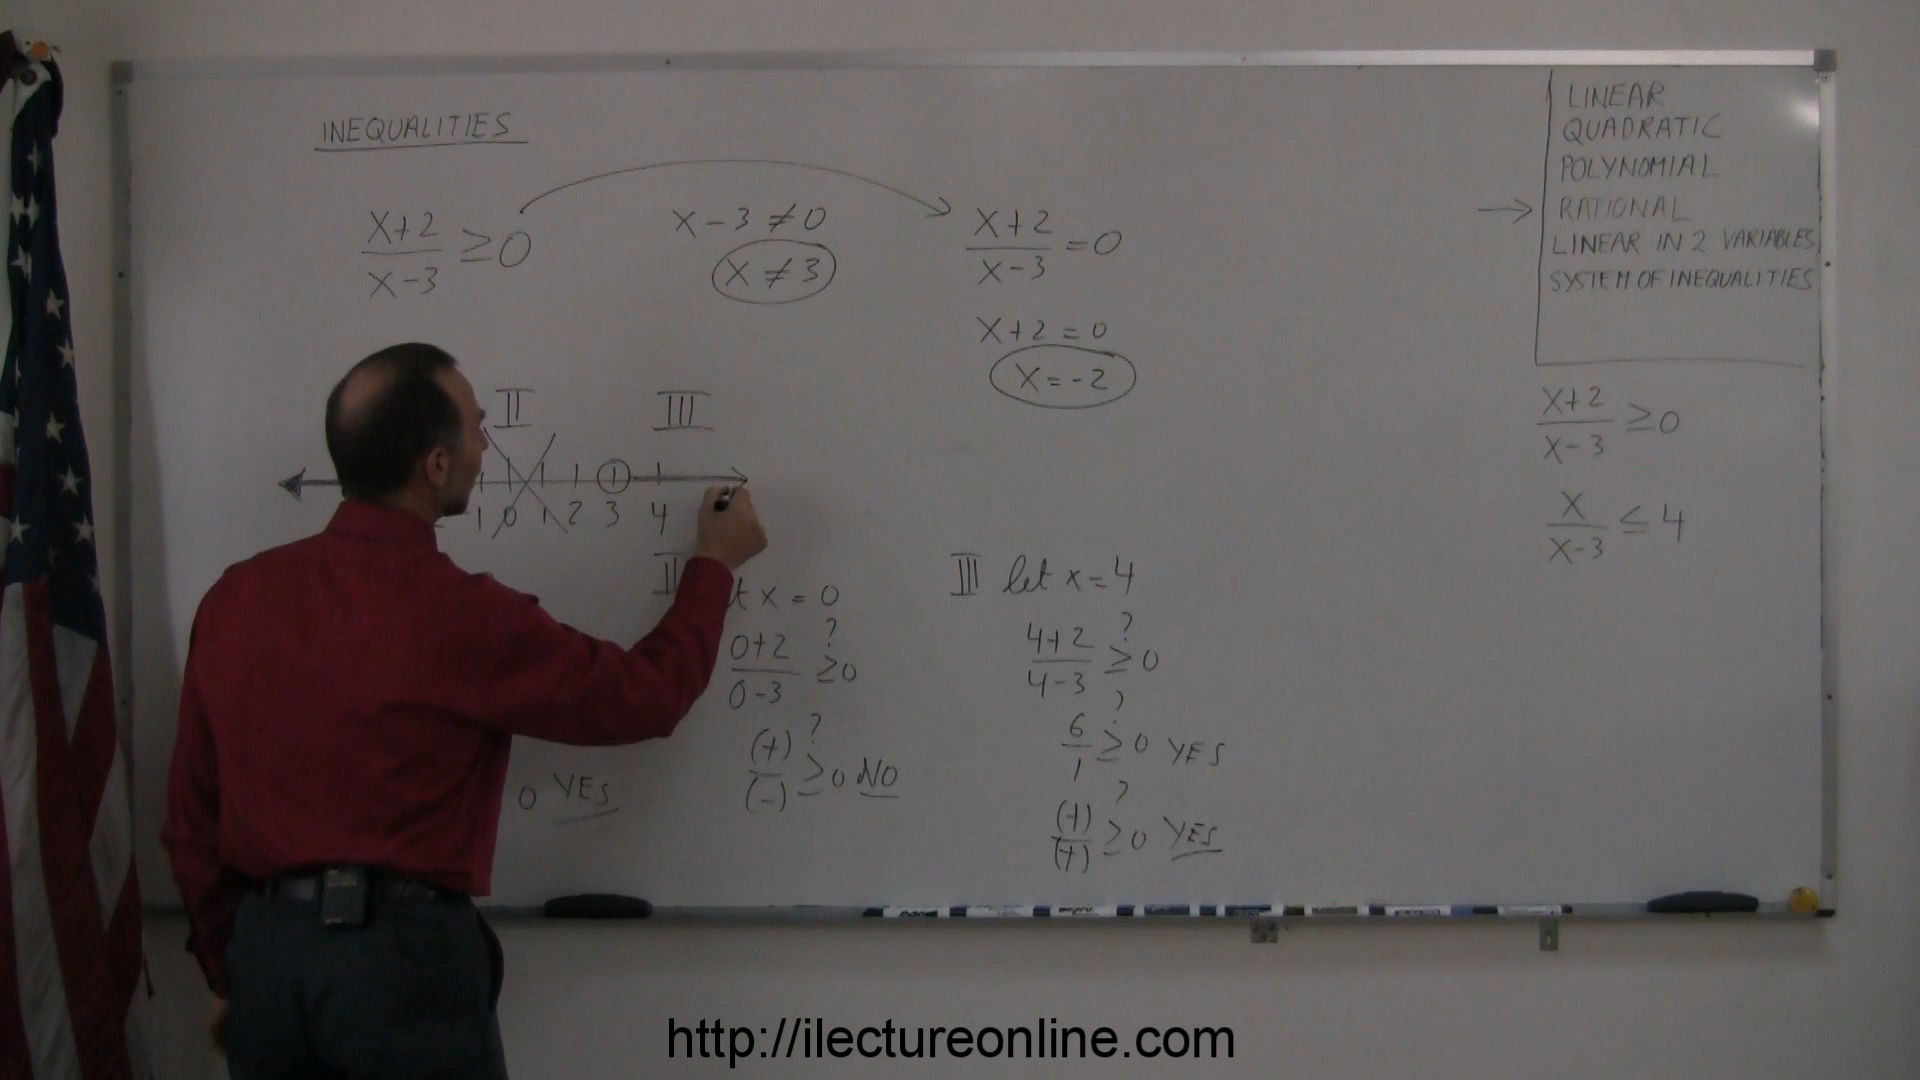 INEQUALITIES
x+2
x-3
≥0
x-3≠0
x≠3
x+2
x-3
=0
x+2=0
x=-2
LINEAR
QUADRATIC
POLYNOMIAL
→ RATIONAL
LINEAR IN 2 VARIABLES
SYSTEM OF INEQUALITIES
x+2
x-3
≥0
x
x-3
≤4
II III
1 0 1 2 3 4
x=0
0+2
0-3
?
≥0
(+)
(-)
?
≥0 NO
0 YES
III let x=4
4+2
4-3
?
≥0
6
1
?
≥0 YES
(+)
(+)
?
≥0 YES
http://ilectureonline.com